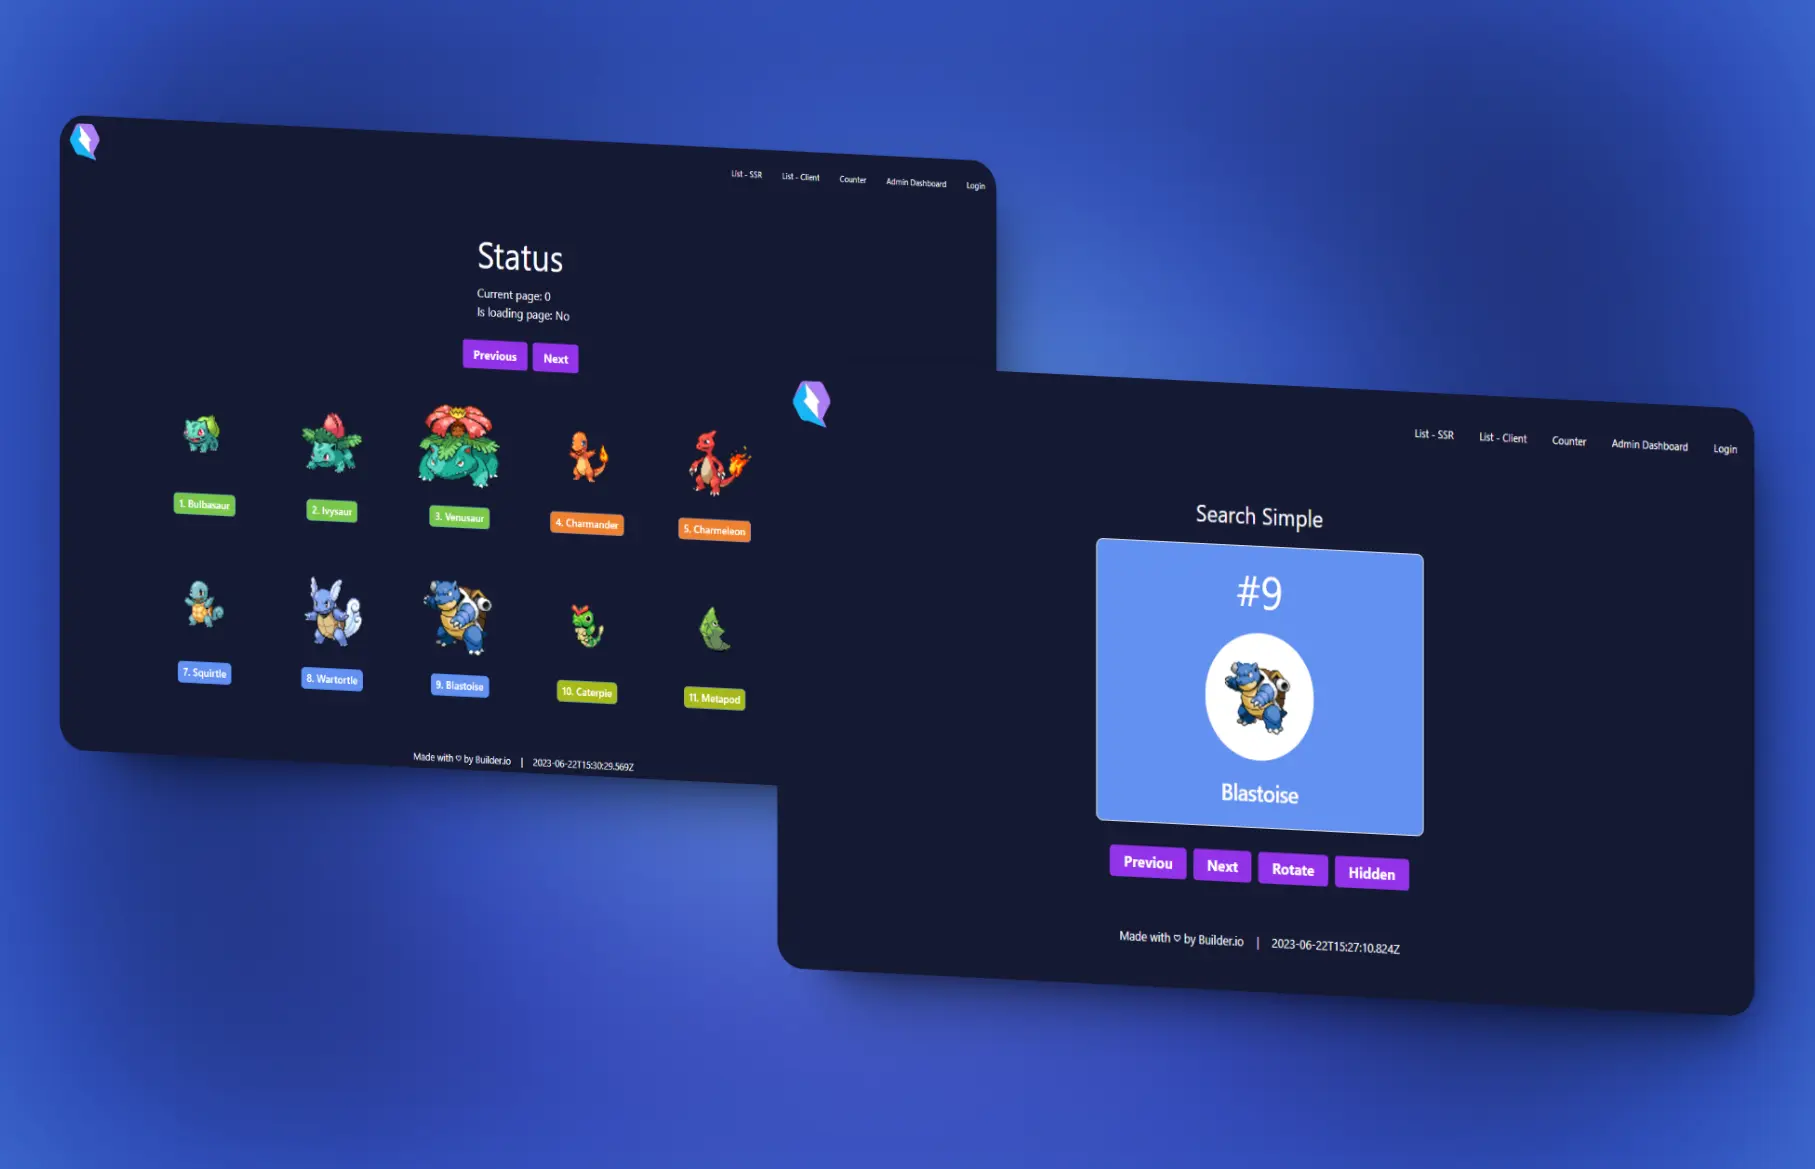 List - SSR List - Client Counter Admin Dashboard Login
Status
Current page: 0
Is loading page: No
Previous Next
1. Bulbasaur 2. Ivysaur 3. Venusaur 4. Charmander 5. Charmeleon
7. Squirtle 8. Wartortle 9. Blastoise 10. Caterpie 11. Metapod
Made with ♡ by Builder.io | 2023-06-22T15:30:29.569Z
List - SSR List - Client Counter Admin Dashboard Login
Search Simple
#9
Blastoise
Previou Next Rotate Hidden
Made with ♡ by Builder.io | 2023-06-22T15:27:10.824Z